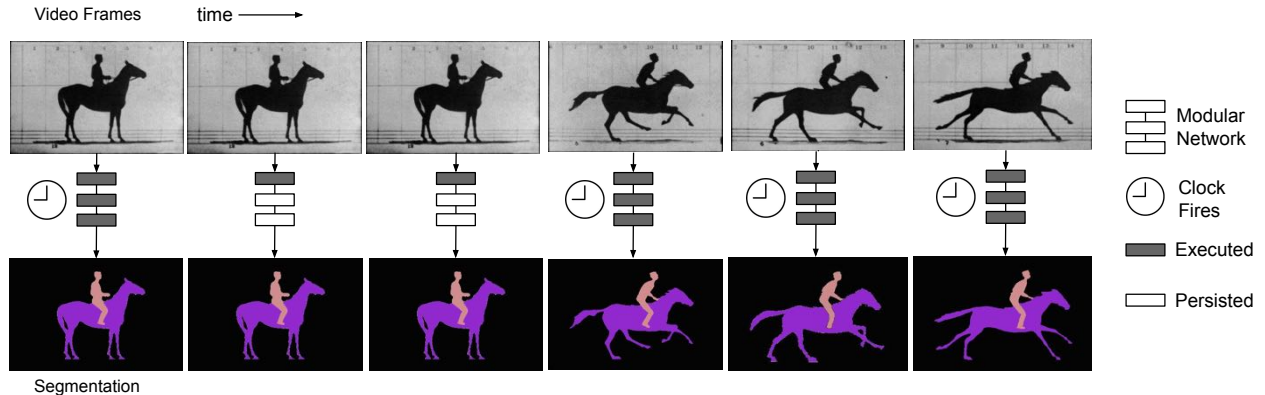 Video Frames
time
Modular
Network
Clock
Fires
Executed
Persisted
Segmentation